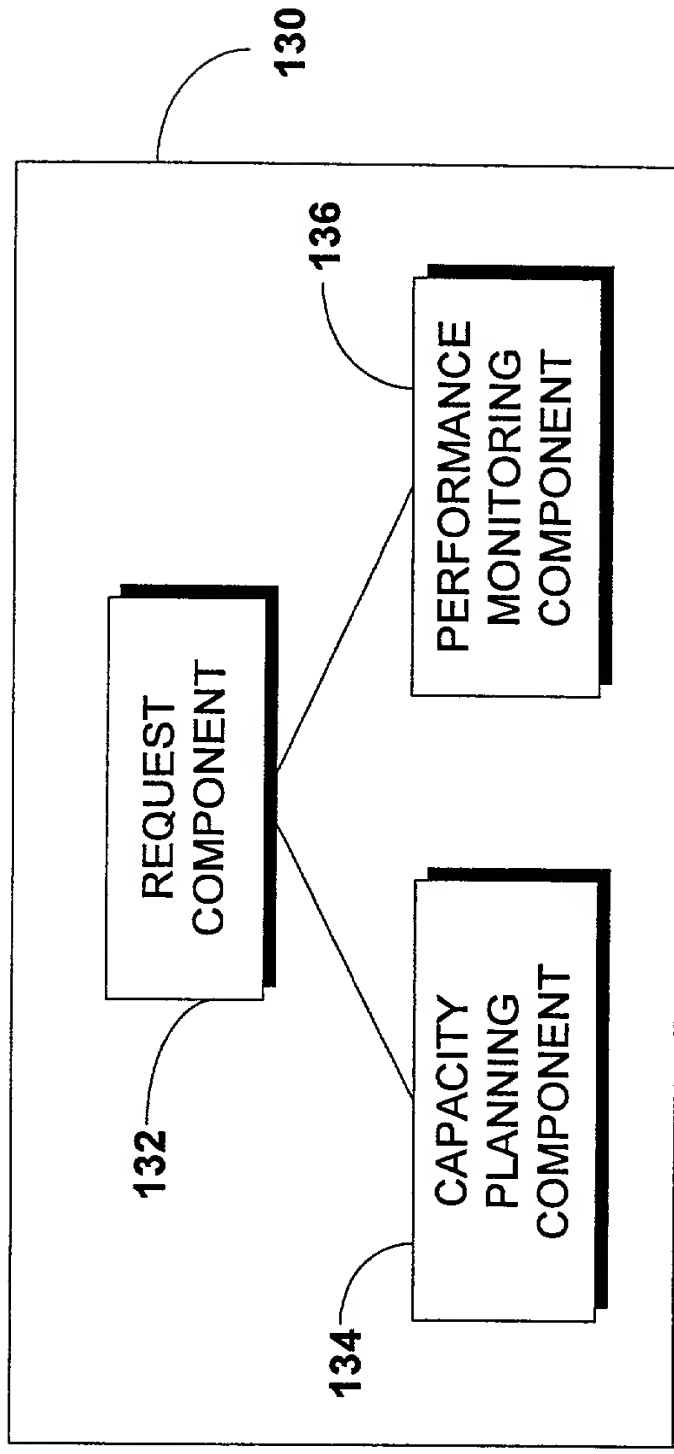 130
132
REQUEST
COMPONENT
134
CAPACITY
PLANNING
COMPONENT
136
PERFORMANCE
MONITORING
COMPONENT